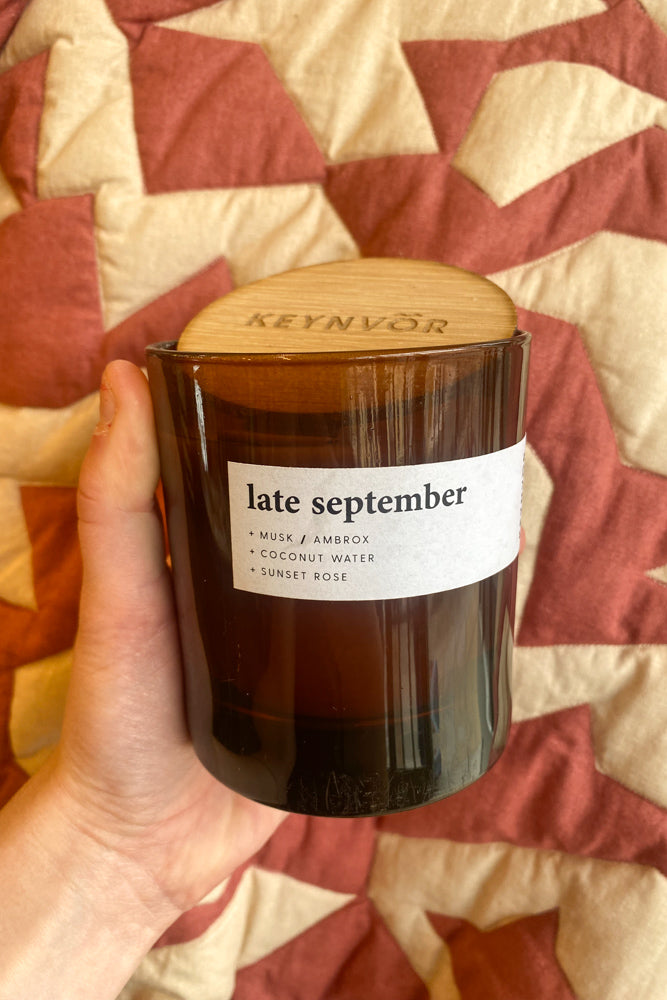 KEYNVÖR
late september
+ MUSK / AMBROX
+ COCONUT WATER
+ SUNSET ROSE